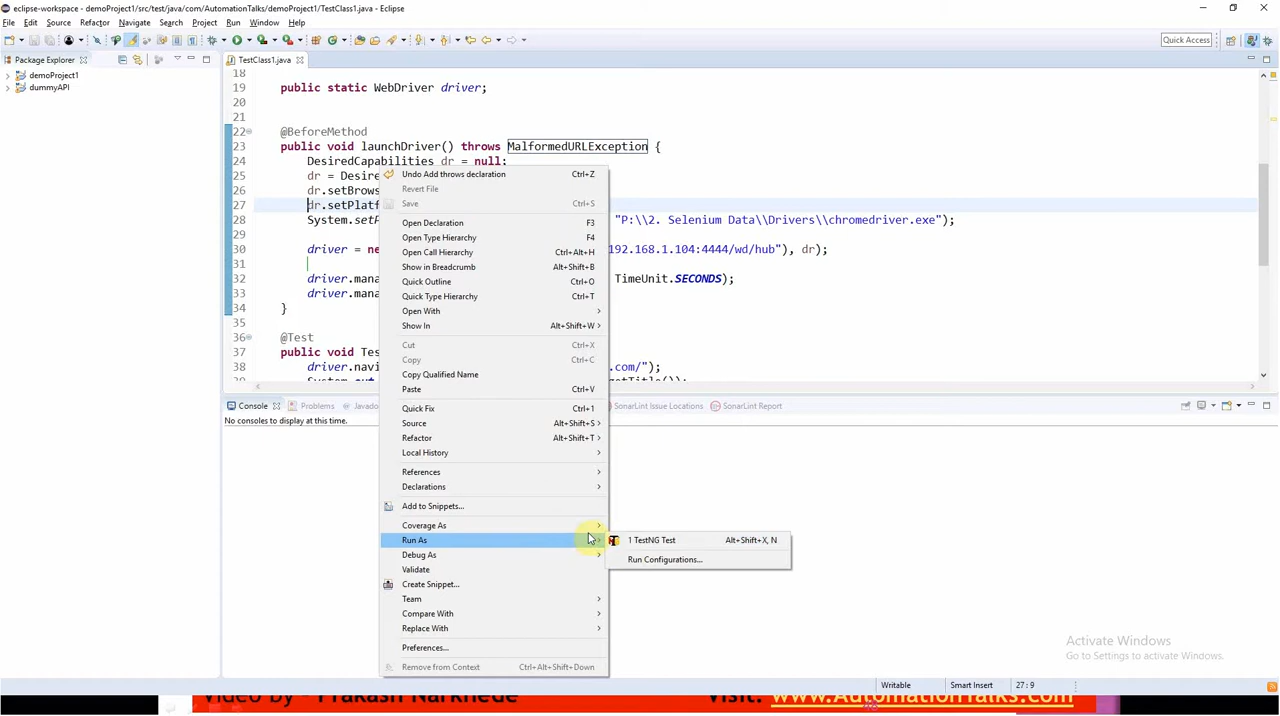 eclipse-workspace - demoProject1/src/test/java/com/AutomationTalks/demoProject1/TestClass1.java - Eclipse
File Edit Source Refactor Navigate Search Project Run Window Help
Quick Access
Package Explorer
TestClass1.java
demoProject1
dummyAPI
18
19 public static WebDriver driver;
20
21
22 @BeforeMethod
23 public void launchDriver() throws MalformedURLException {
24 DesiredCapabilities dr = null;
25 dr = Desire
26 dr.setBrows
27 dr.setPlatf
28 System.setP "P:\\2. Selenium Data\\Drivers\\chromedriver.exe");
29
30 driver = ne 192.168.1.104:4444/wd/hub"), dr);
31
32 driver.mana TimeUnit.SECONDS);
33 driver.mana
34 }
35
36 @Test
37 public void Tes
38 driver.navi .com/");
Undo Add throws declaration Ctrl+Z
Revert File
Save Ctrl+S
Open Declaration F3
Open Type Hierarchy F4
Open Call Hierarchy Ctrl+Alt+H
Show in Breadcrumb Alt+Shift+B
Quick Outline Ctrl+O
Quick Type Hierarchy Ctrl+T
Open With
Show In Alt+Shift+W
Cut Ctrl+X
Copy Ctrl+C
Copy Qualified Name
Paste Ctrl+V
Quick Fix Ctrl+1
Source Alt+Shift+S
Refactor Alt+Shift+T
Local History
References
Declarations
Add to Snippets...
Coverage As
Run As
Debug As
Validate
Create Snippet...
Team
Compare With
Replace With
Preferences...
Remove from Context Ctrl+Alt+Shift+Down
1 TestNG Test Alt+Shift+X, N
Run Configurations...
Console Problems Javado SonarLint Issue Locations SonarLint Report
No consoles to display at this time.
Activate Windows
Go to Settings to activate Windows.
Writable Smart Insert 27 : 9
Video by - Prakash Narkhede Visit: www.AutomationTalks.com